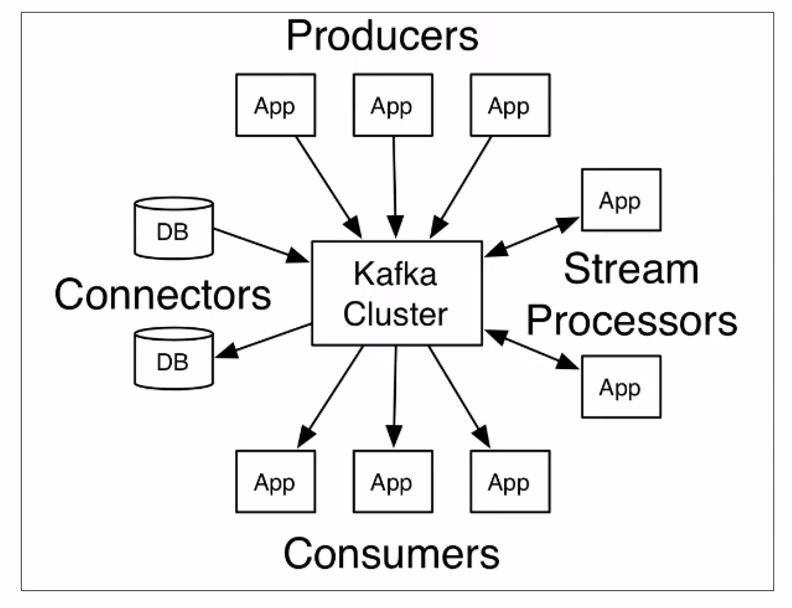 Producers
App
App
App
DB
App
Kafka
Cluster
Connectors
Stream
Processors
DB
App
App
App
App
Consumers